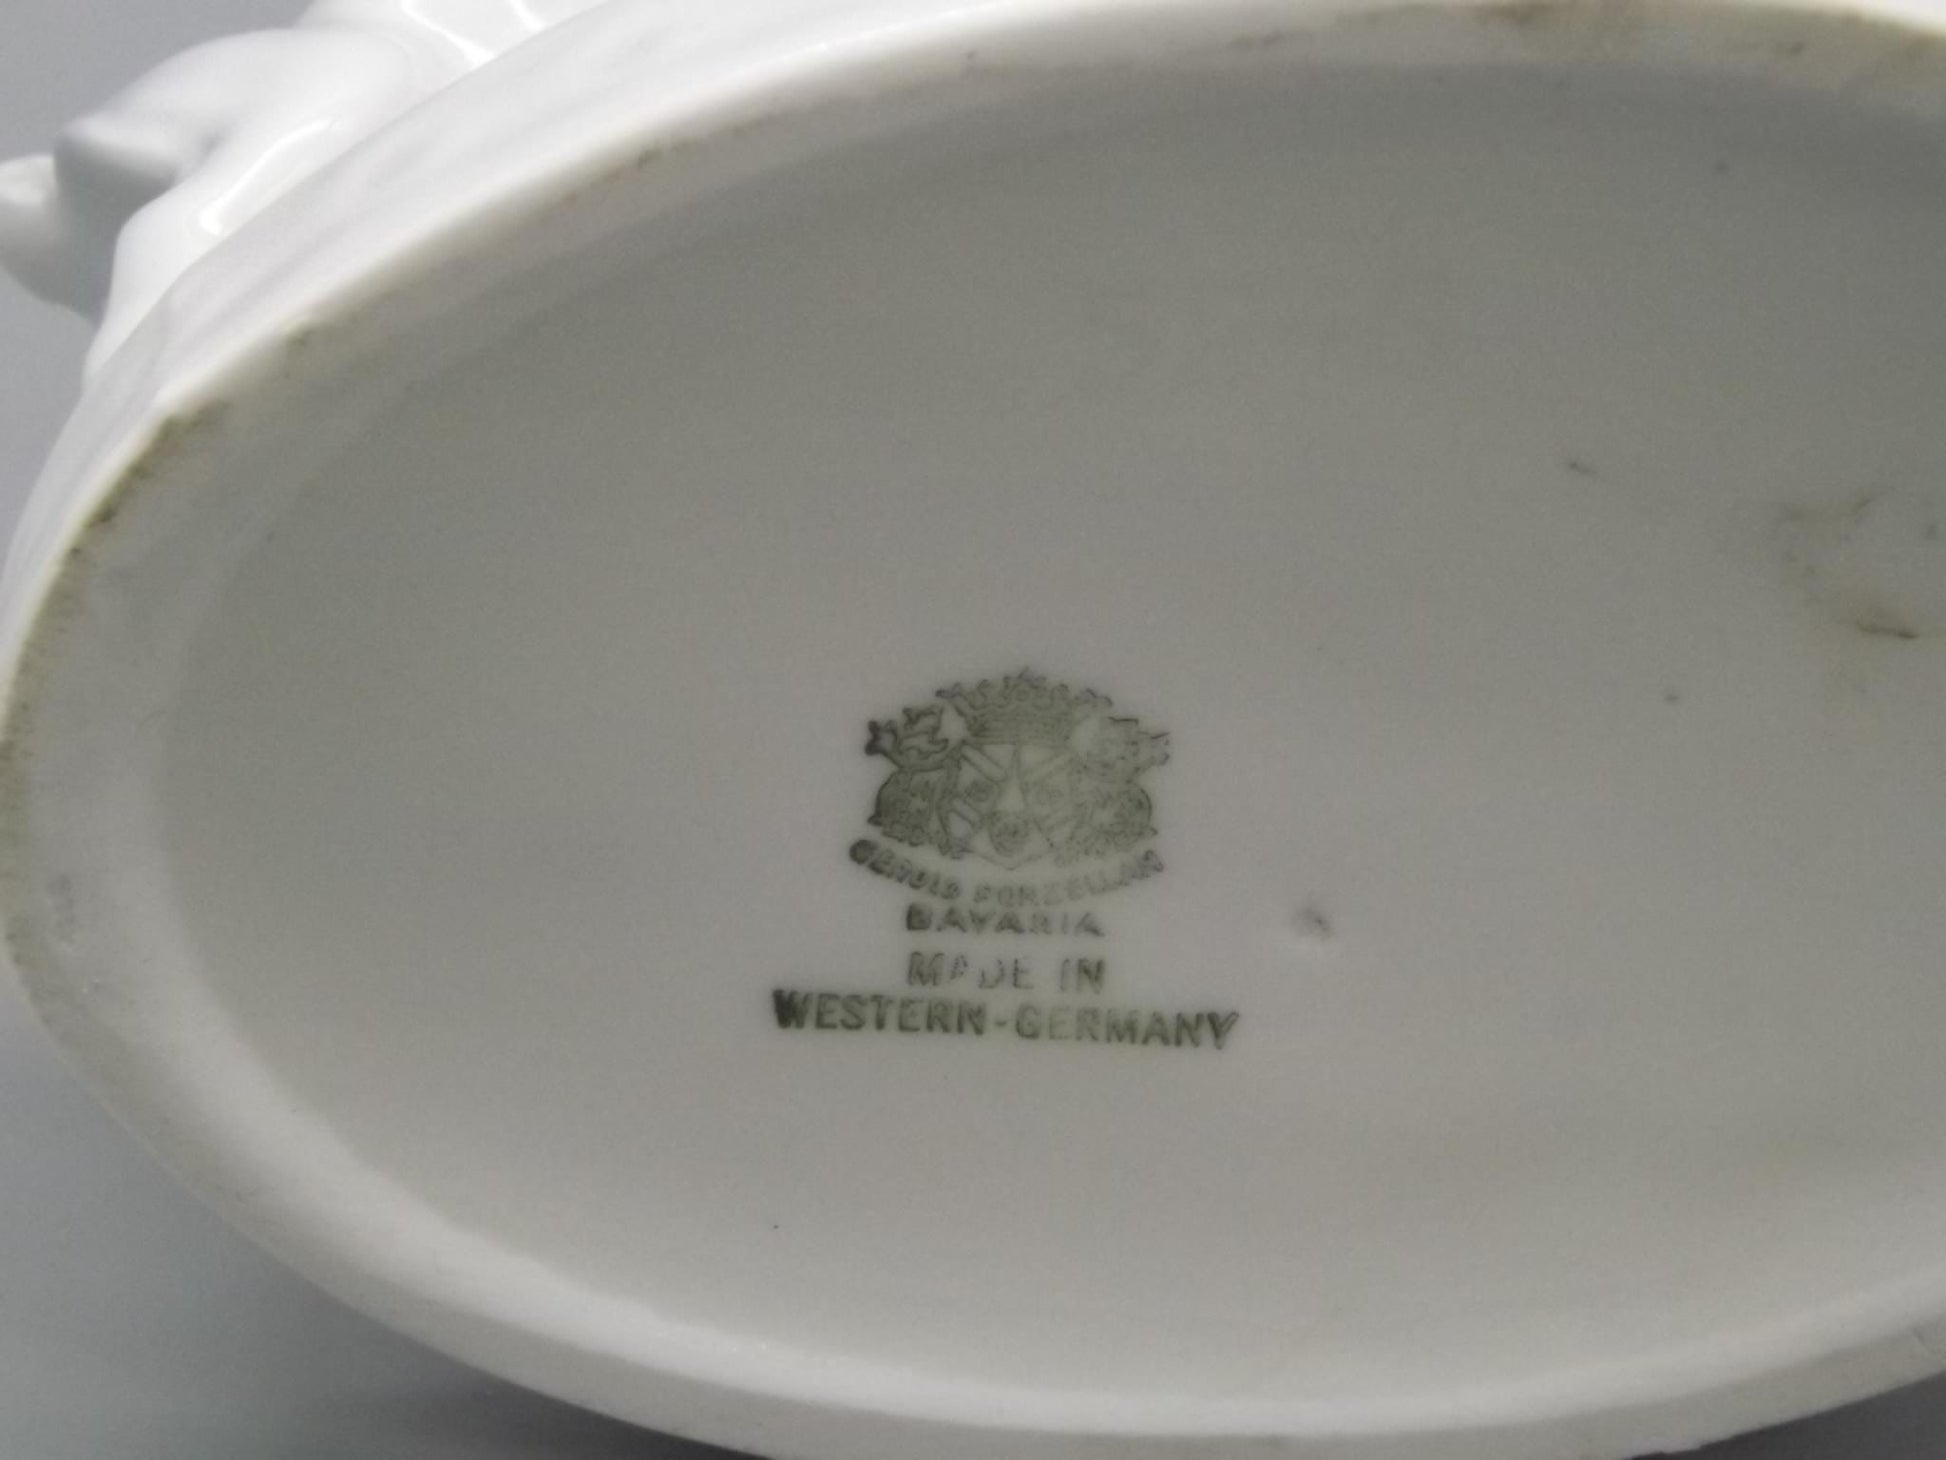 GEROLD PORZELLAN
BAVARIA
MADE IN
WESTERN-GERMANY